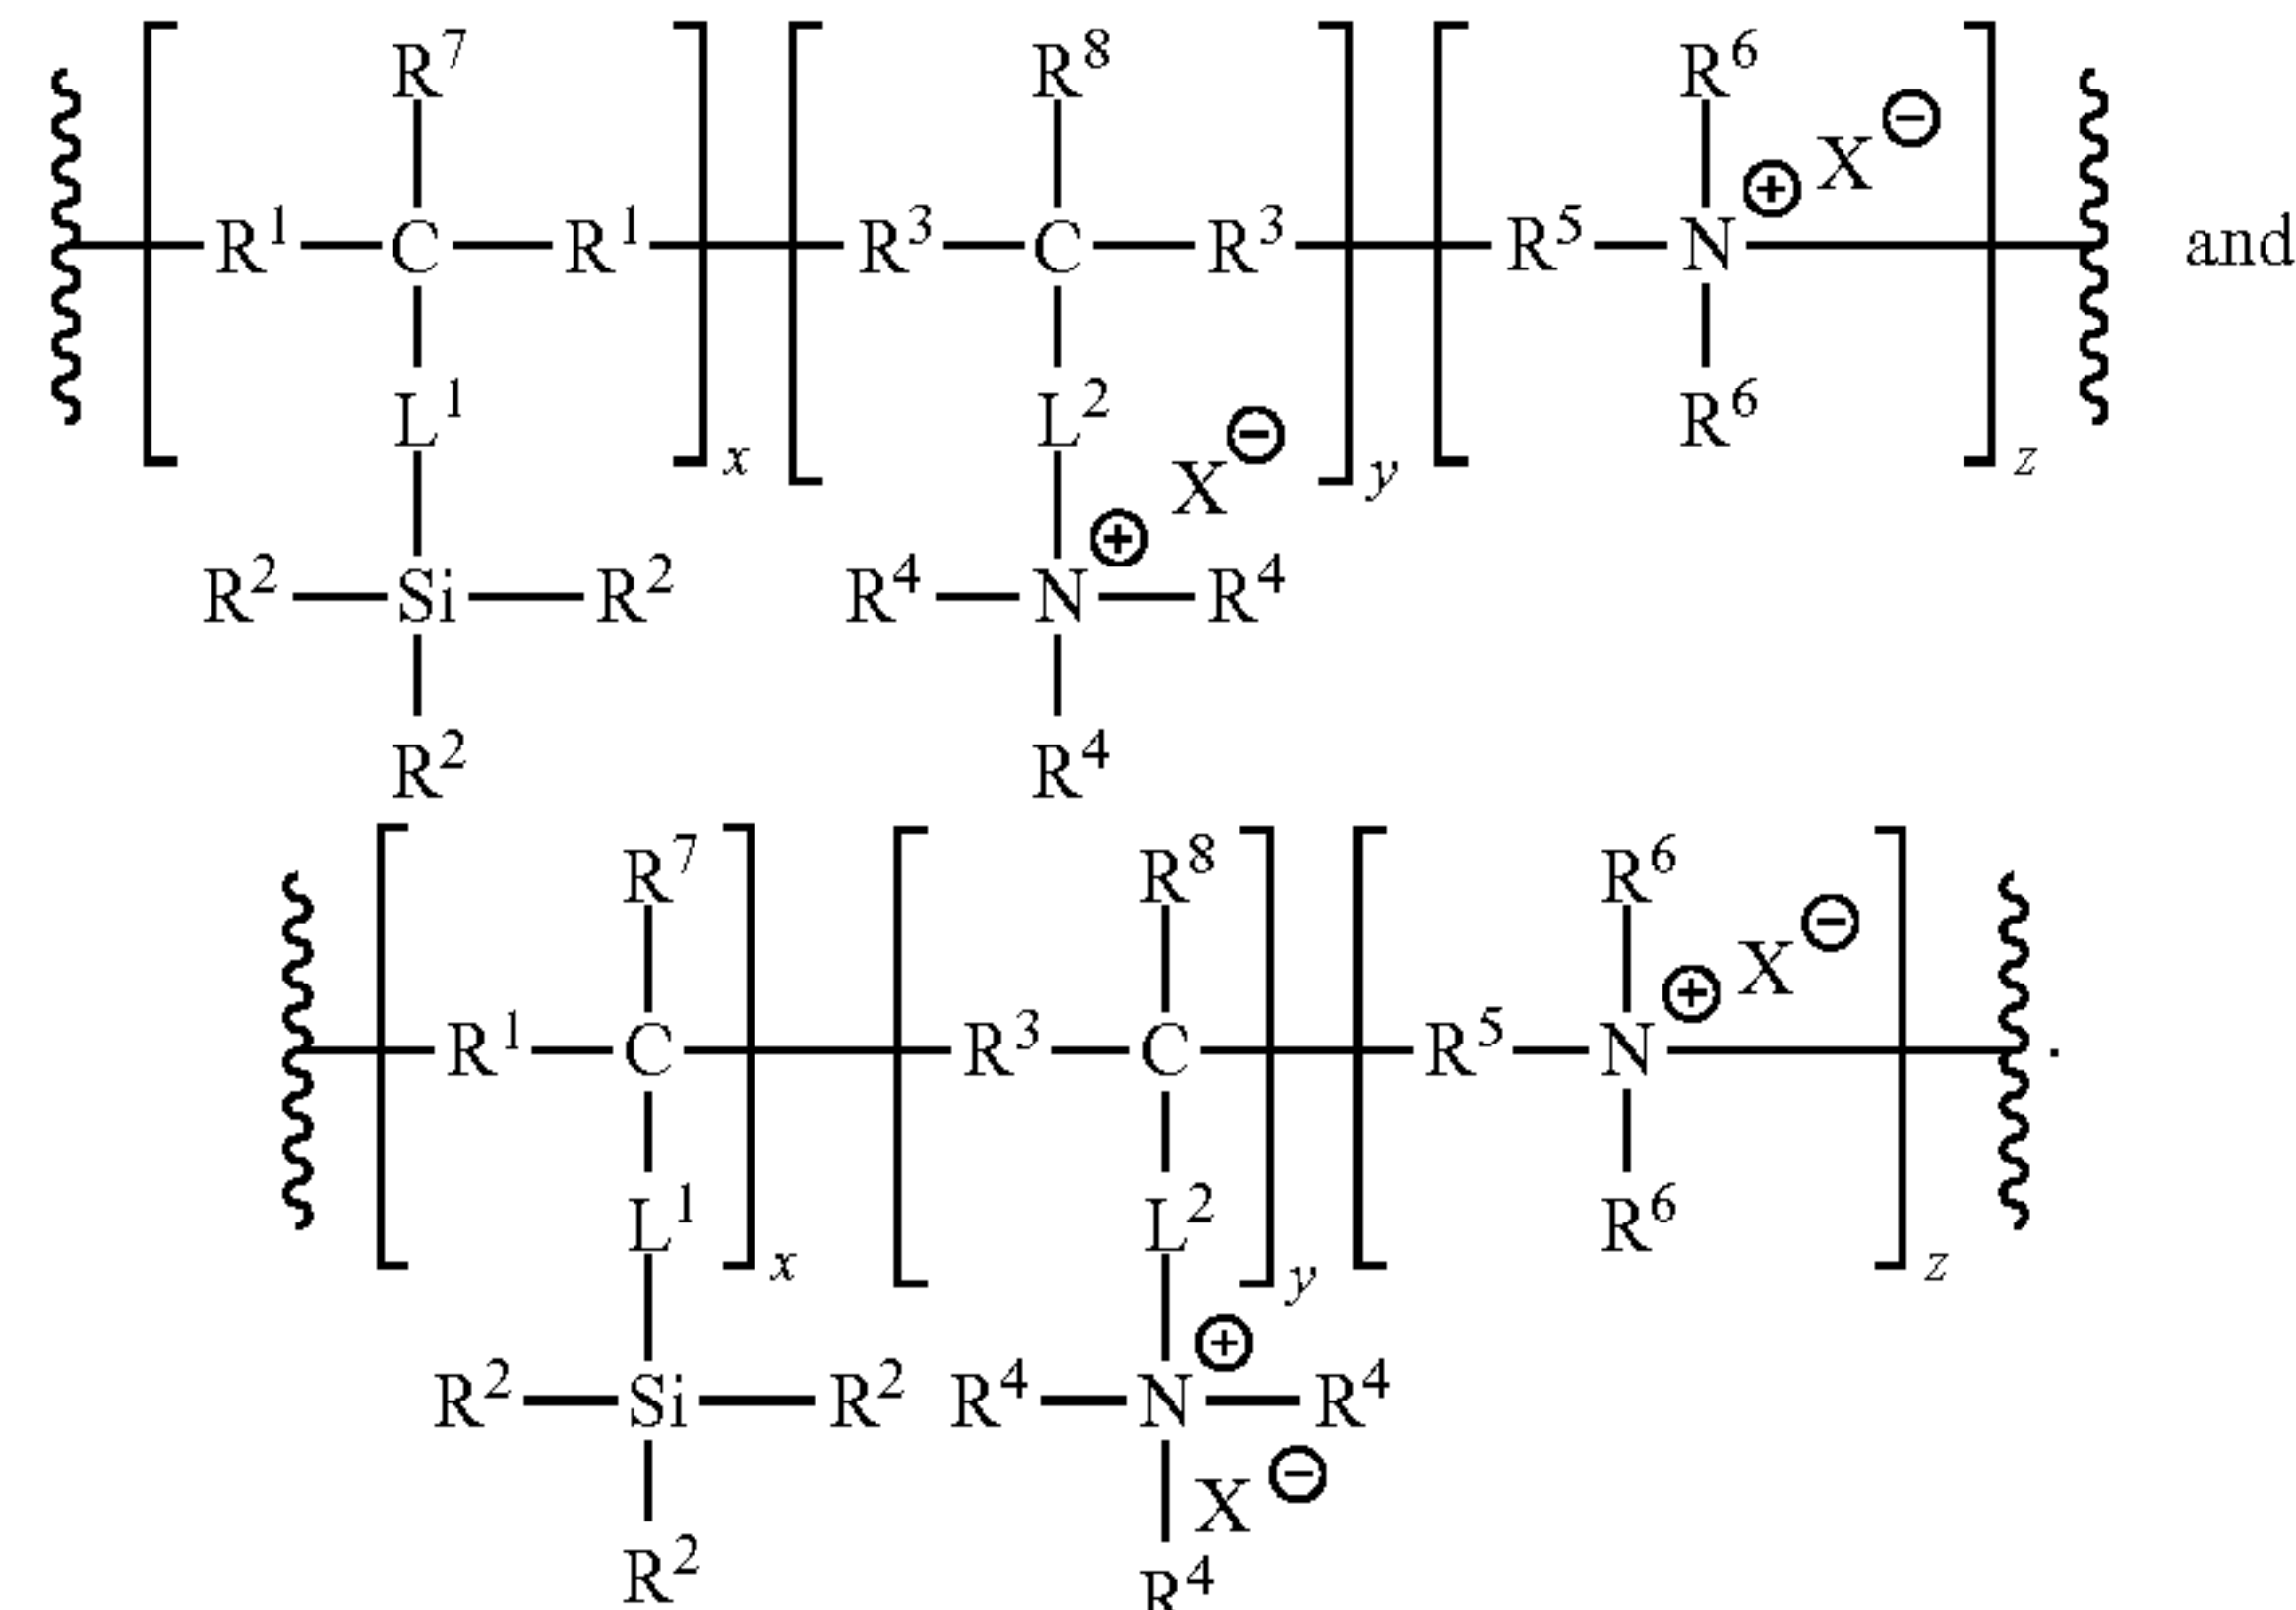 R⁷ R⁸ R⁶
⊕ X⊖
R¹ C R¹ R³ C R³ R⁵ N and
L¹ L² R⁶
x y z
⊕ X⊖
R² Si R² R⁴ N R⁴
R² R⁴
R⁷ R⁸ R⁶
⊕ X⊖
R¹ C R³ C R⁵ N .
L¹ L² R⁶
x y z
⊕
R² Si R² R⁴ N R⁴
X⊖
R² R⁴